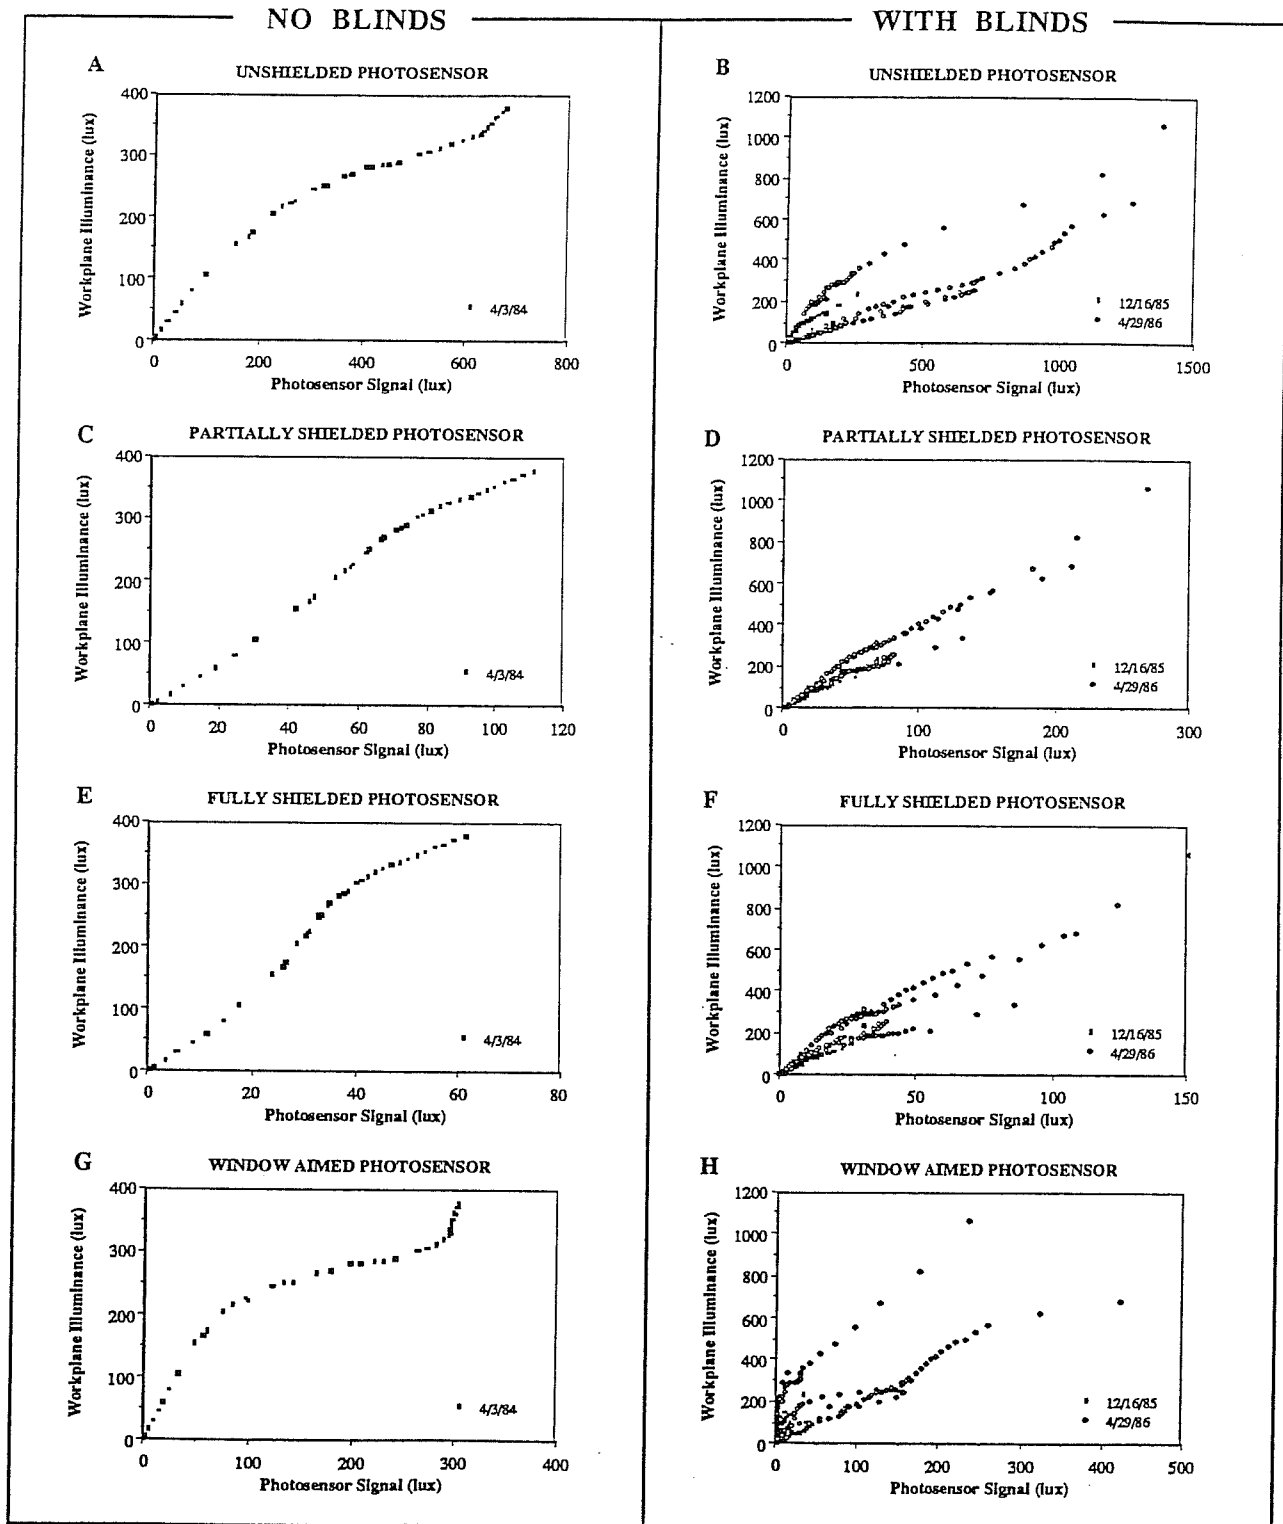 NO BLINDS
WITH BLINDS
A
UNSHIELDED PHOTOSENSOR
Workplane Illuminance (lux)
400
300
200
100
0
0 200 400 600 800
Photosensor Signal (lux)
4/3/84
B
UNSHIELDED PHOTOSENSOR
Workplane Illuminance (lux)
1200
1000
800
600
400
200
0
0 500 1000 1500
Photosensor Signal (lux)
12/16/85
4/29/86
C
PARTIALLY SHIELDED PHOTOSENSOR
Workplane Illuminance (lux)
400
300
200
100
0
0 20 40 60 80 100 120
Photosensor Signal (lux)
4/3/84
D
PARTIALLY SHIELDED PHOTOSENSOR
Workplane Illuminance (lux)
1200
1000
800
600
400
200
0
0 100 200 300
Photosensor Signal (lux)
12/16/85
4/29/86
E
FULLY SHIELDED PHOTOSENSOR
Workplane Illuminance (lux)
400
300
200
100
0
0 20 40 60 80
Photosensor Signal (lux)
4/3/84
F
FULLY SHIELDED PHOTOSENSOR
Workplane Illuminance (lux)
1200
1000
800
600
400
200
0
0 50 100 150
Photosensor Signal (lux)
12/16/85
4/29/86
G
WINDOW AIMED PHOTOSENSOR
Workplane Illuminance (lux)
400
300
200
100
0
0 100 200 300 400
Photosensor Signal (lux)
4/3/84
H
WINDOW AIMED PHOTOSENSOR
Workplane Illuminance (lux)
1200
1000
800
600
400
200
0
0 100 200 300 400 500
Photosensor Signal (lux)
12/16/85
4/29/86